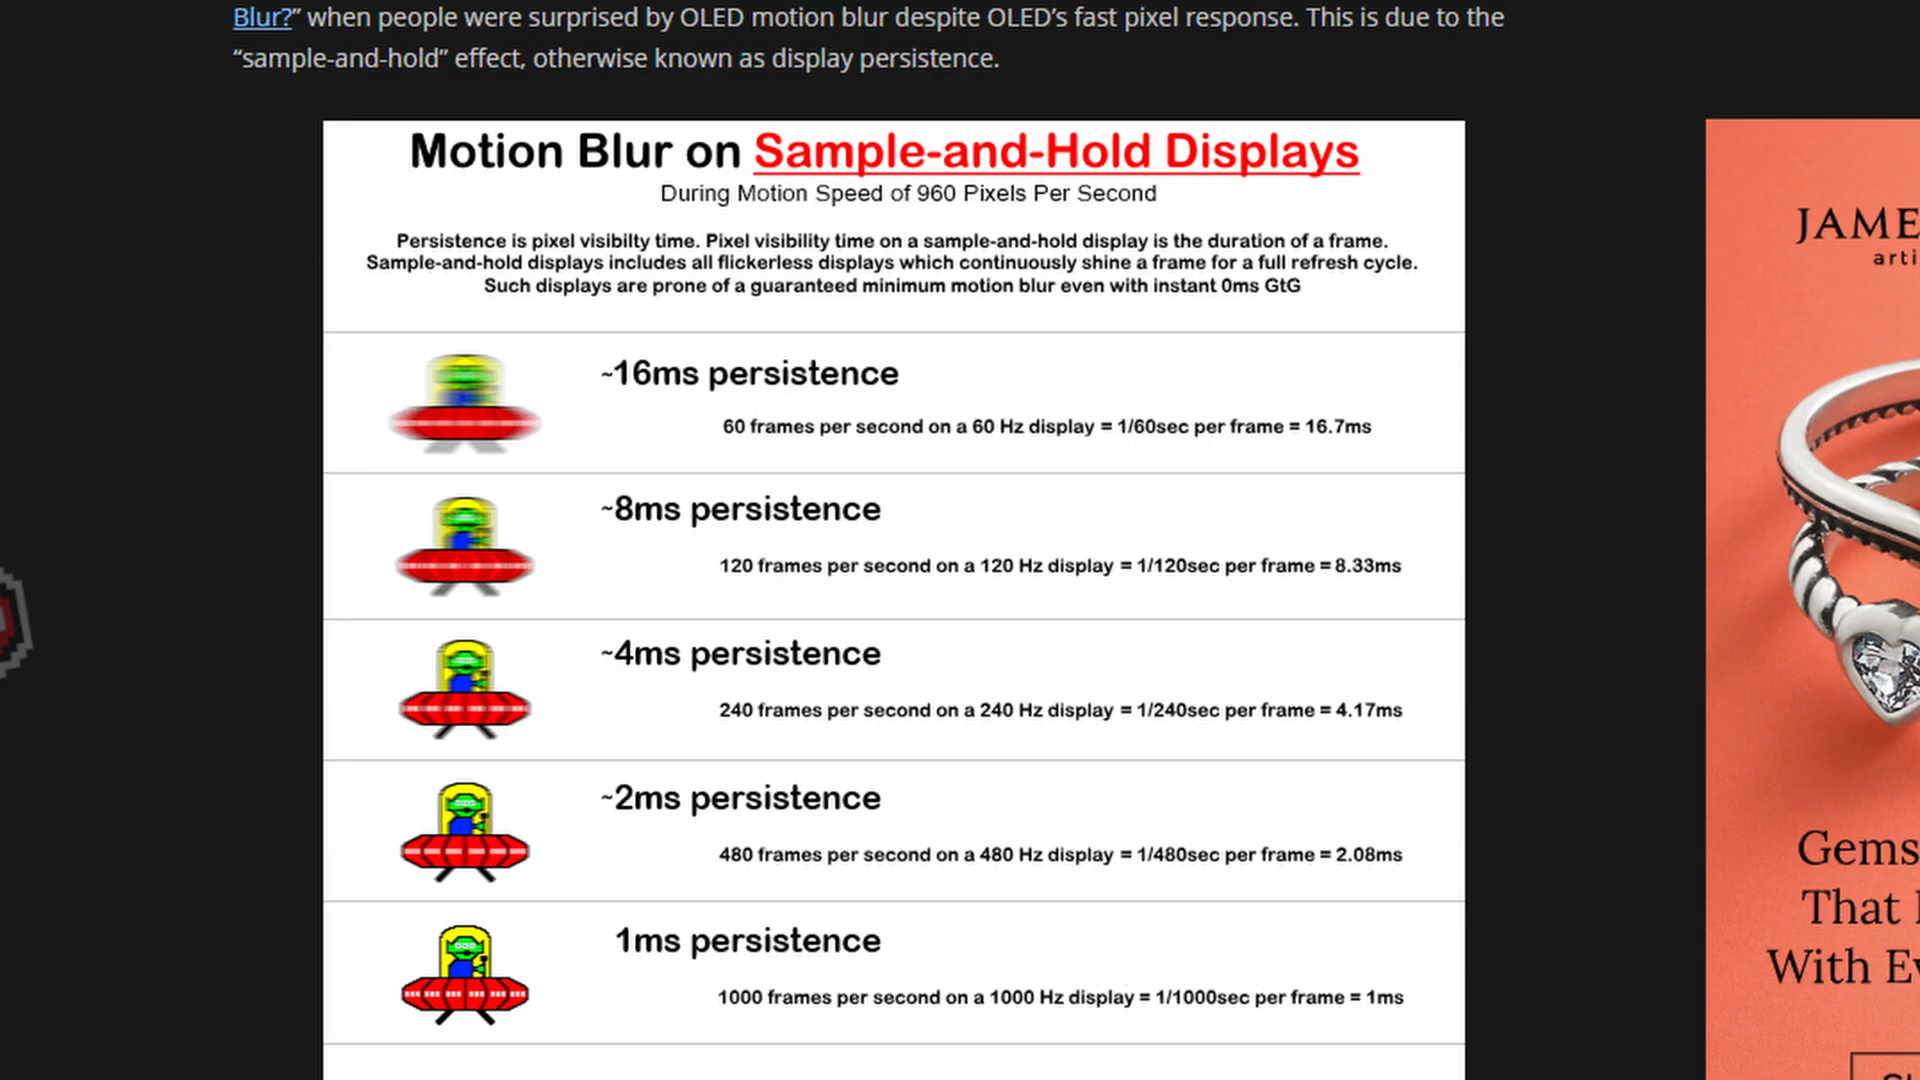 Blur?” when people were surprised by OLED motion blur despite OLED’s fast pixel response. This is due to the
“sample-and-hold” effect, otherwise known as display persistence.
Motion Blur on Sample-and-Hold Displays
During Motion Speed of 960 Pixels Per Second
Persistence is pixel visibilty time. Pixel visibility time on a sample-and-hold display is the duration of a frame.
Sample-and-hold displays includes all flickerless displays which continuously shine a frame for a full refresh cycle.
Such displays are prone of a guaranteed minimum motion blur even with instant 0ms GtG
~16ms persistence
60 frames per second on a 60 Hz display = 1/60sec per frame = 16.7ms
~8ms persistence
120 frames per second on a 120 Hz display = 1/120sec per frame = 8.33ms
~4ms persistence
240 frames per second on a 240 Hz display = 1/240sec per frame = 4.17ms
~2ms persistence
480 frames per second on a 480 Hz display = 1/480sec per frame = 2.08ms
1ms persistence
1000 frames per second on a 1000 Hz display = 1/1000sec per frame = 1ms
JAME
arti
Gems
That
With Ev